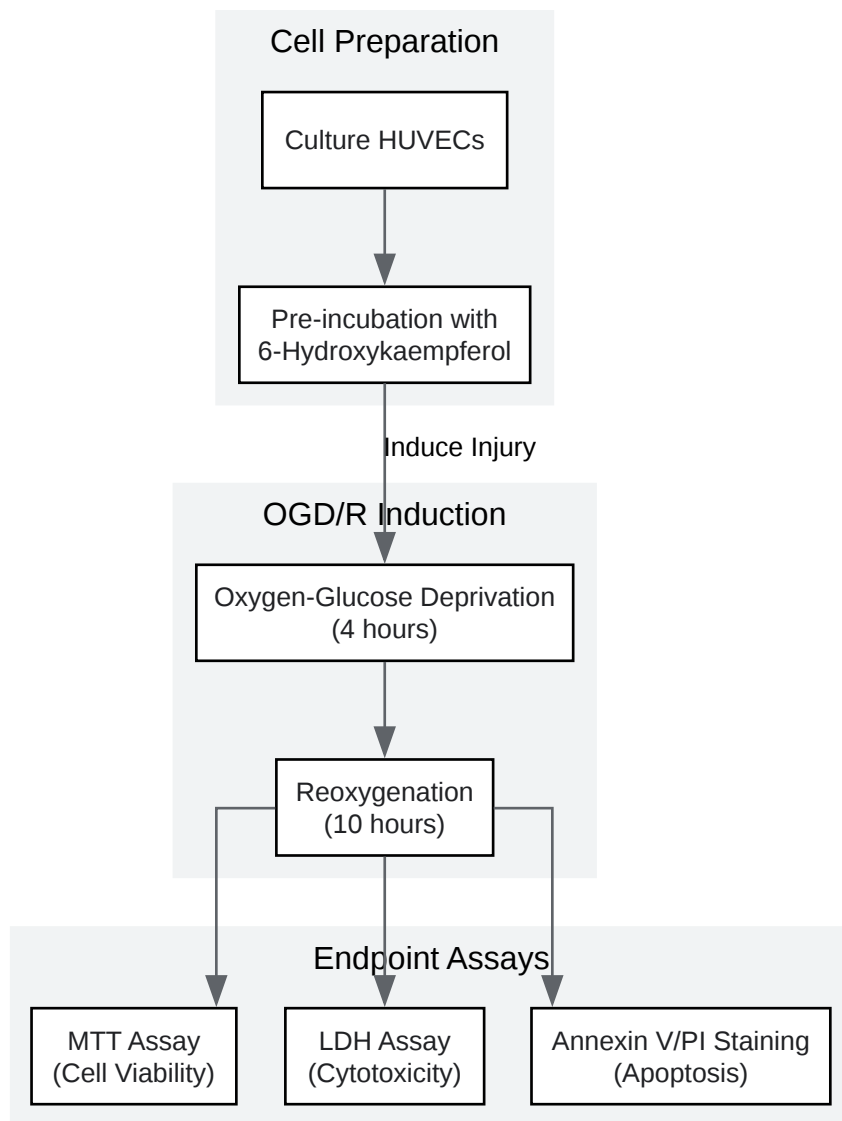 Cell Preparation
Culture HUVECs
Pre-incubation with
6-Hydroxykaempferol
Induce Injury
OGD/R Induction
Oxygen-Glucose Deprivation
(4 hours)
Reoxygenation
(10 hours)
Endpoint Assays
MTT Assay
(Cell Viability)
LDH Assay
(Cytotoxicity)
Annexin V/PI Staining
(Apoptosis)